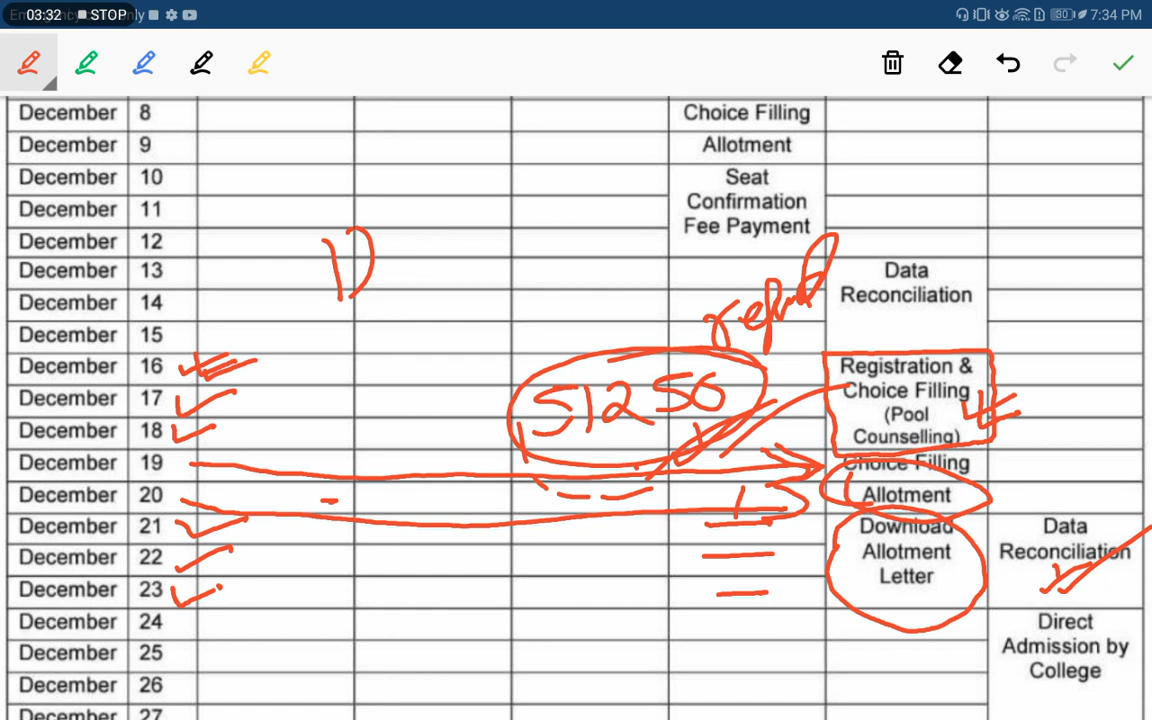 03:32 STOP
7:34 PM
December 8 Choice Filling
December 9 Allotment
December 10 Seat
Confirmation
December 11
Fee Payment
December 12
December 13 Data
Reconciliation
December 14
December 15
refund
December 16 Registration &
December 17 51256 Choice Filling
(Pool
December 18 Counselling)
December 19 Choice Filling
December 20 Allotment
December 21 Download Data
December 22 Allotment Reconciliation
December 23 Letter
December 24 Direct
December 25 Admission by
College
December 26
December 27